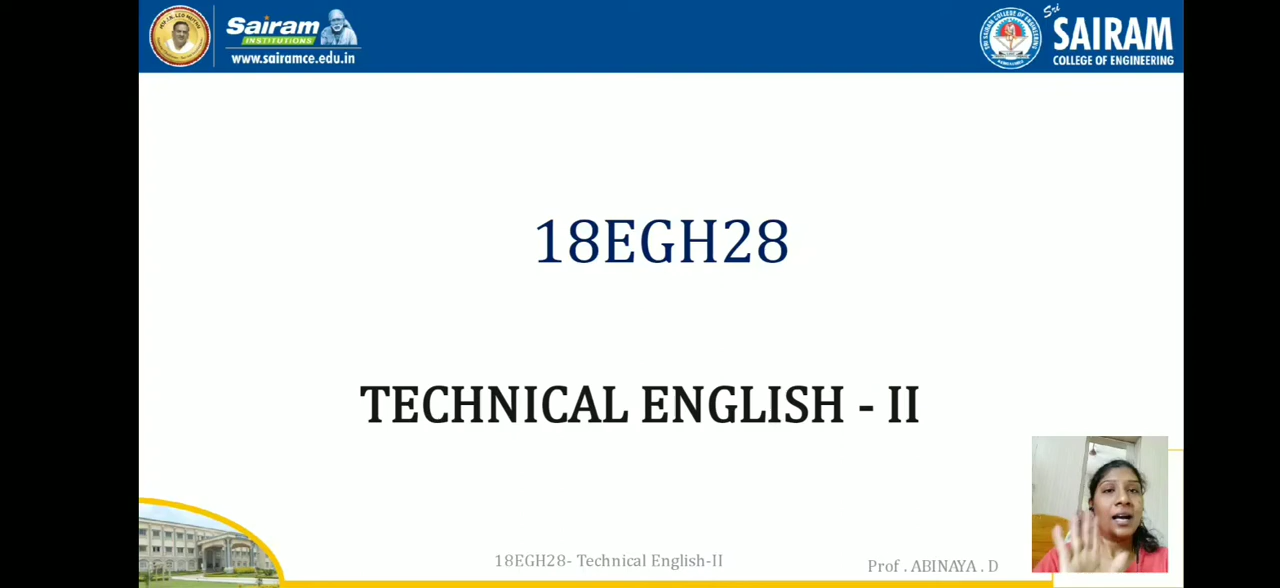 Sairam
INSTITUTIONS
www.sairamce.edu.in
Sri
SAIRAM
COLLEGE OF ENGINEERING
18EGH28
TECHNICAL ENGLISH - II
18EGH28- Technical English-II
Prof . ABINAYA . D